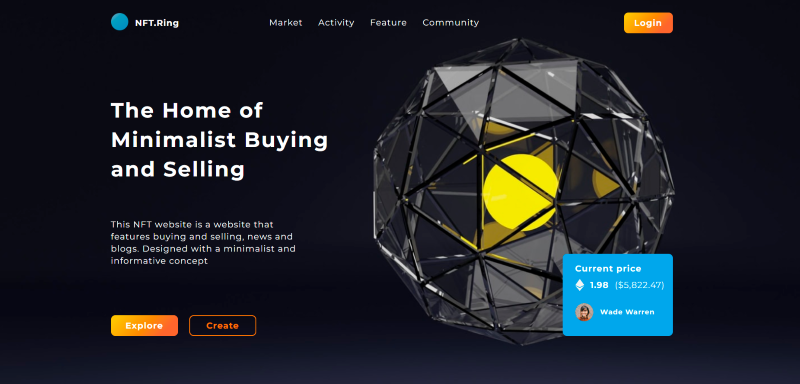 NFT.Ring
Market
Activity
Feature
Community
Login
The Home of
Minimalist Buying
and Selling
This NFT website is a website that
features buying and selling, news and
blogs. Designed with a minimalist and
informative concept
Explore
Create
Current price
1.98 ($5,822.47)
Wade Warren